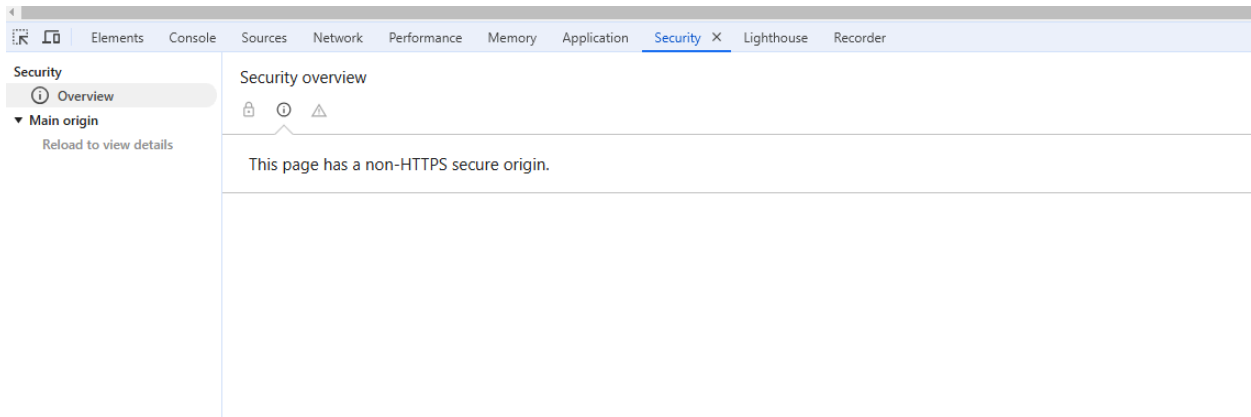 Elements Console Sources Network Performance Memory Application Security Lighthouse Recorder
Security
Overview
Main origin
Reload to view details
Security overview
This page has a non-HTTPS secure origin.